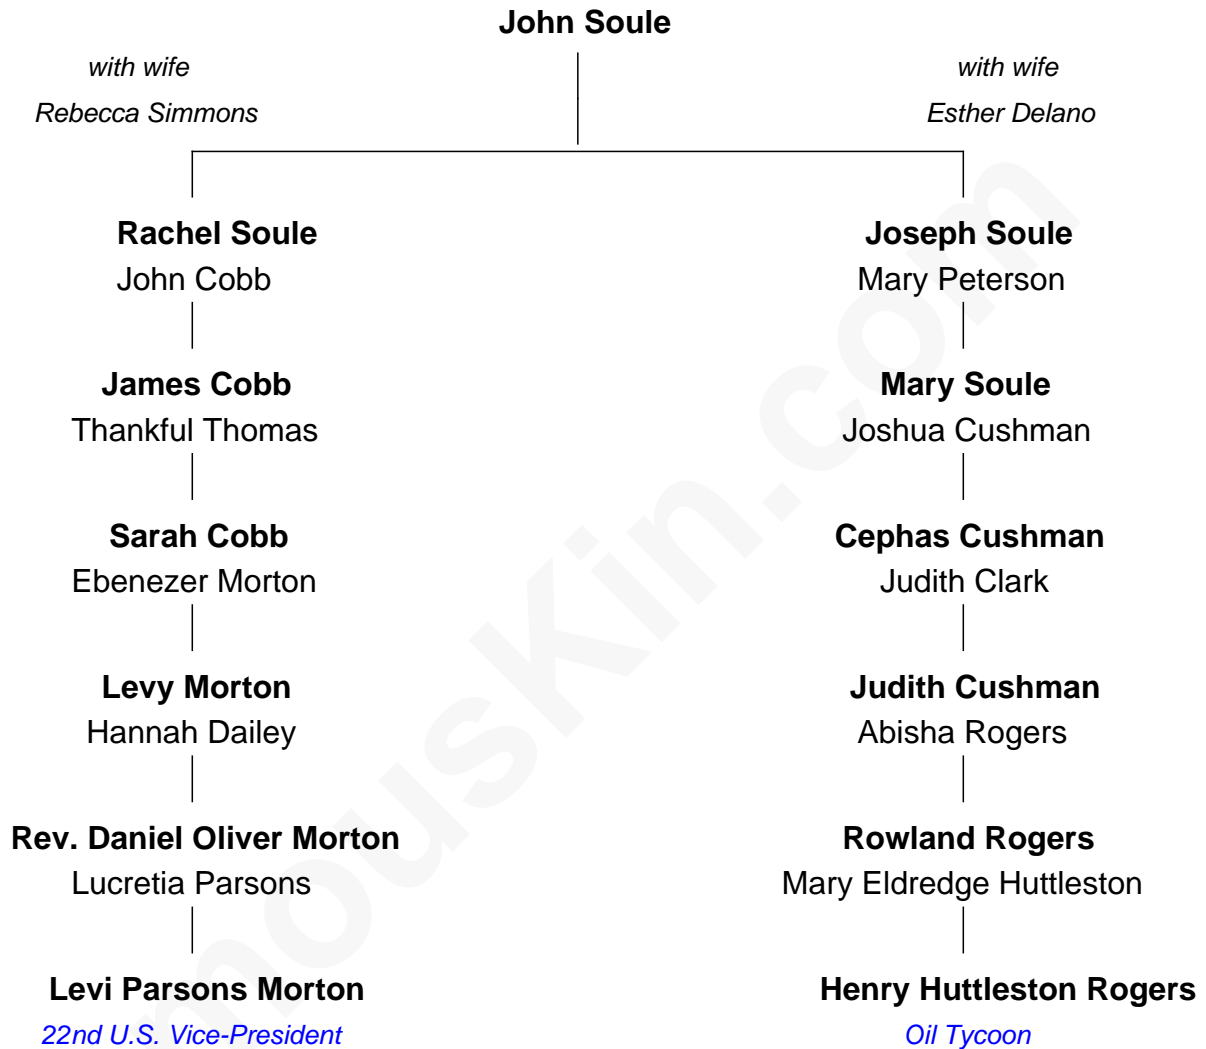 John Soule
with wife
Rebecca Simmons
with wife
Esther Delano
Rachel Soule
John Cobb
Joseph Soule
Mary Peterson
James Cobb
Thankful Thomas
Mary Soule
Joshua Cushman
Sarah Cobb
Ebenezer Morton
Cephas Cushman
Judith Clark
Levy Morton
Hannah Dailey
Judith Cushman
Abisha Rogers
Rev. Daniel Oliver Morton
Lucretia Parsons
Rowland Rogers
Mary Eldredge Huttleston
Levi Parsons Morton
22nd U.S. Vice-President
Henry Huttleston Rogers
Oil Tycoon
mousKin.com